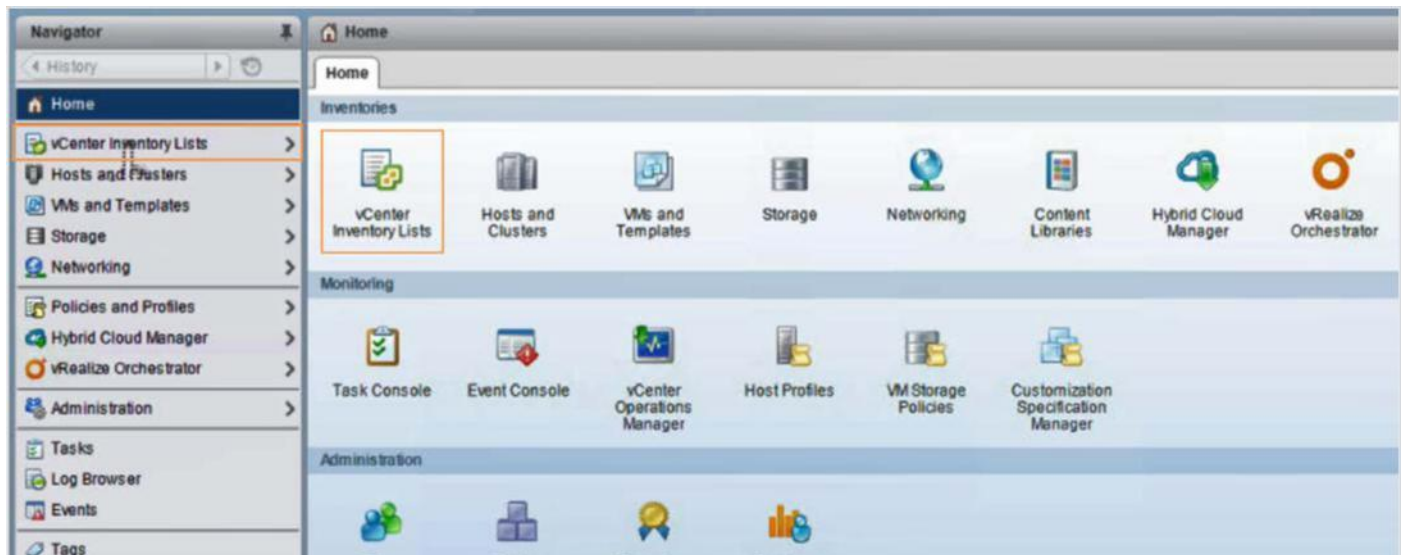 Navigator
History
Home
vCenter Inventory Lists
Hosts and Clusters
VMs and Templates
Storage
Networking
Policies and Profiles
Hybrid Cloud Manager
vRealize Orchestrator
Administration
Tasks
Log Browser
Events
Tags
Home
Home
Inventories
vCenter
Inventory Lists
Hosts and
Clusters
VMs and
Templates
Storage
Networking
Content
Libraries
Hybrid Cloud
Manager
vRealize
Orchestrator
Monitoring
Task Console
Event Console
vCenter
Operations
Manager
Host Profiles
VM Storage
Policies
Customization
Specification
Manager
Administration